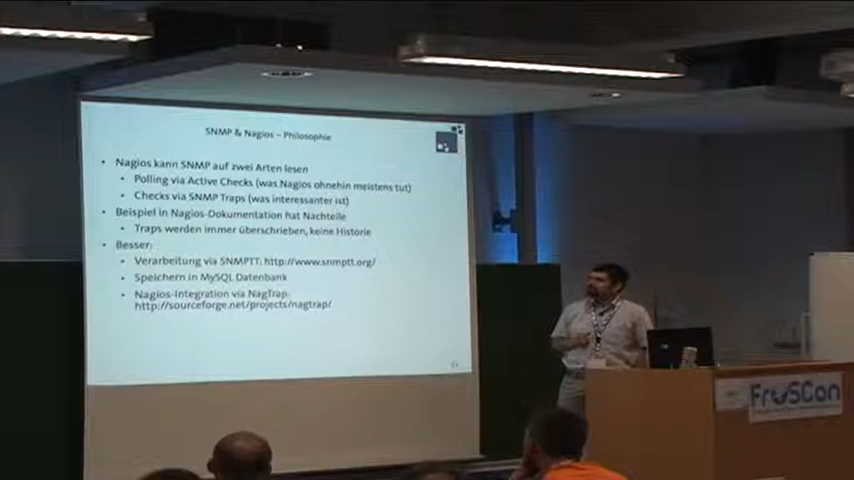 SNMP & Nagios – Philosophie
• Nagios kann SNMP auf zwei Arten lesen
• Polling via Active Checks (was Nagios ohnehin meistens tut)
• Checks via SNMP Traps (was interessanter ist)
• Beispiel in Nagios-Dokumentation hat Nachteile
• Traps werden immer überschrieben, keine Historie
• Besser:
• Verarbeitung via SNMPTT: http://www.snmptt.org/
• Speichern in MySQL Datenbank
• Nagios-Integration via NagTrap:
http://sourceforge.net/projects/nagtrap/
FrOSCon